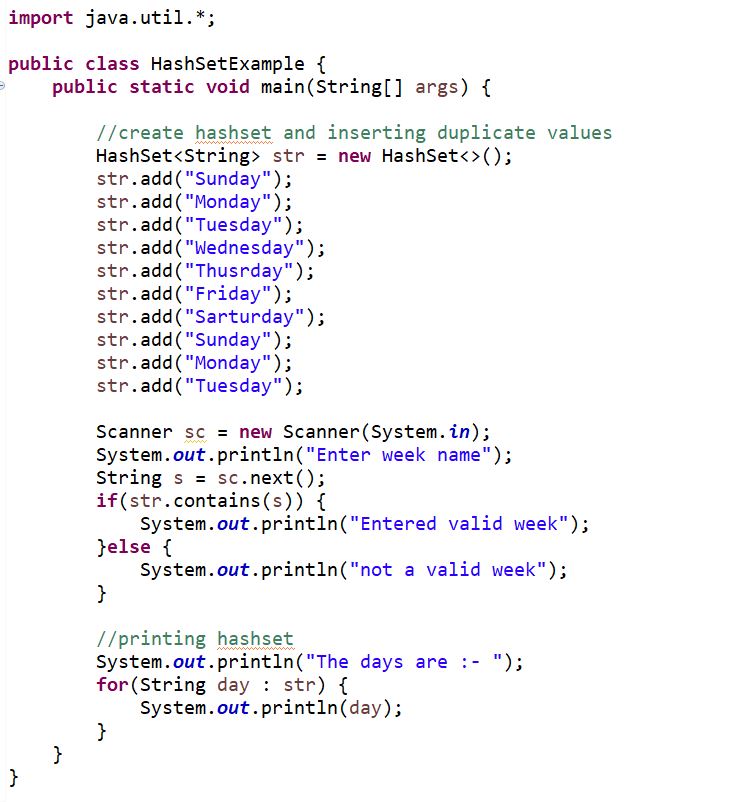 import java.util.*;
public class HashSetExample {
public static void main(String[] args) {
//create hashset and inserting duplicate values
HashSet<String> str = new HashSet<>();
str.add("Sunday");
str.add("Monday");
str.add("Tuesday");
str.add("Wednesday");
str.add("Thusrday");
str.add("Friday");
str.add("Sarturday");
str.add("Sunday");
str.add("Monday");
str.add("Tuesday");
Scanner sc = new Scanner(System.in);
System.out.println("Enter week name");
String s = sc.next();
if(str.contains(s)) {
System.out.println("Entered valid week");
}else {
System.out.println("not a valid week");
}
//printing hashset
System.out.println("The days are :- ");
for(String day : str) {
System.out.println(day);
}
}
}